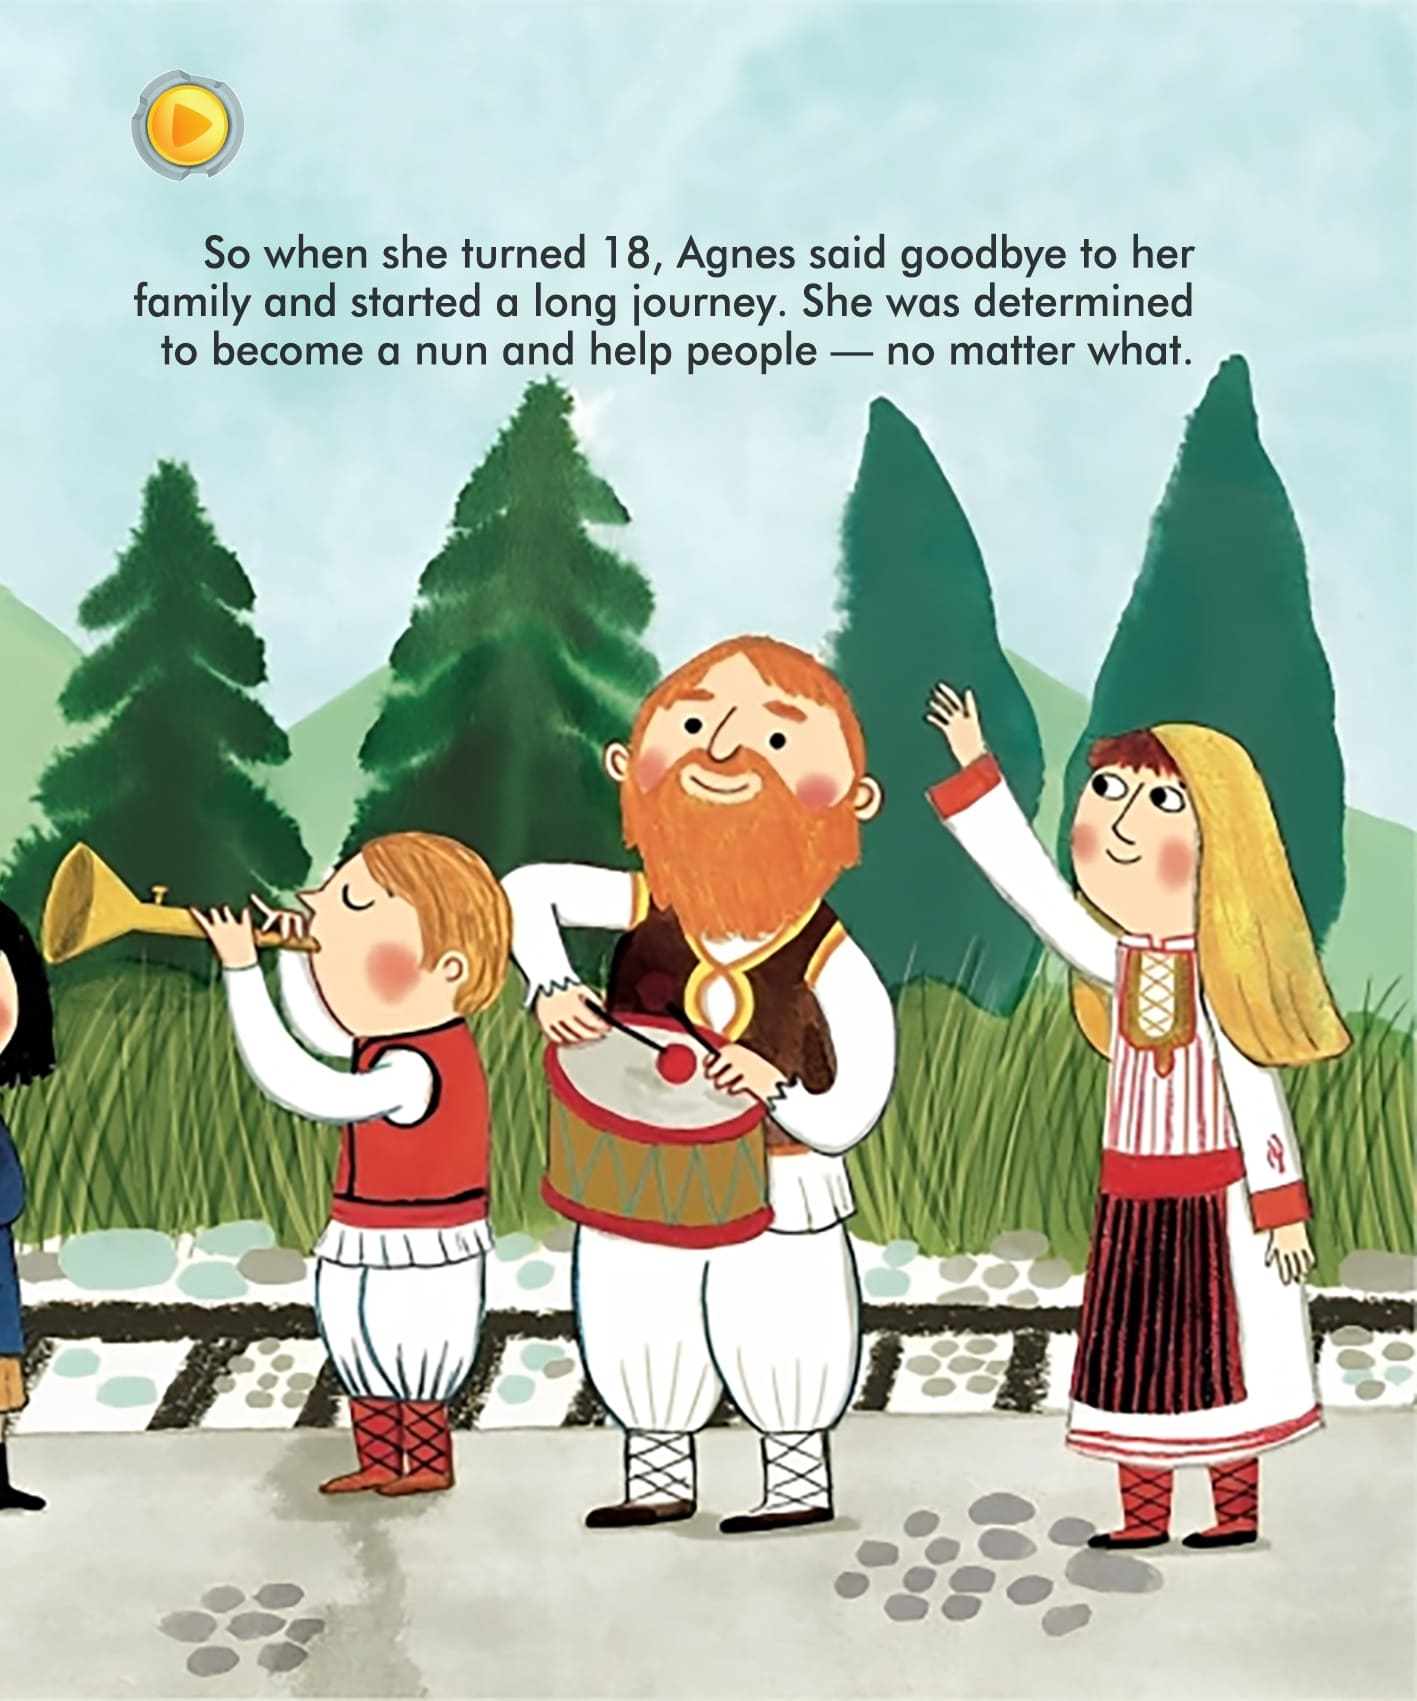 So when she turned 18, Agnes said goodbye to her
family and started a long journey. She was determined
to become a nun and help people — no matter what.